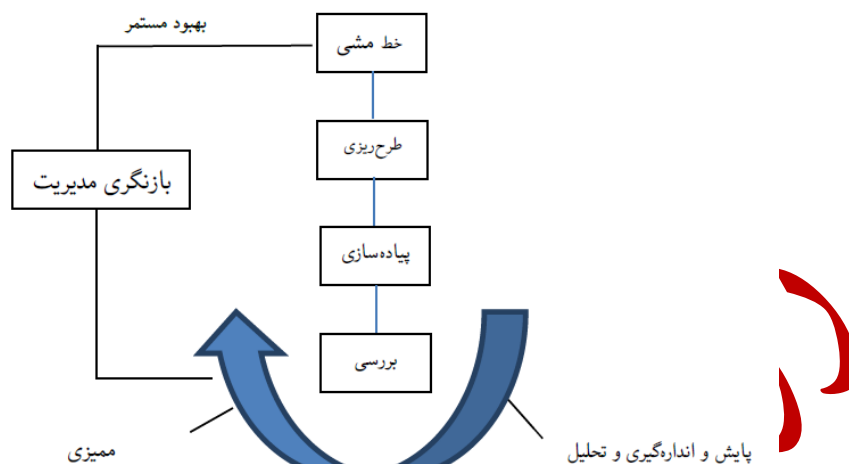 بهبود مستمر
خط مشی
طرح‌ریزی
بازنگری مدیریت
پیاده‌سازی
بررسی
ممیزی
پایش و اندازه‌گیری و تحلیل